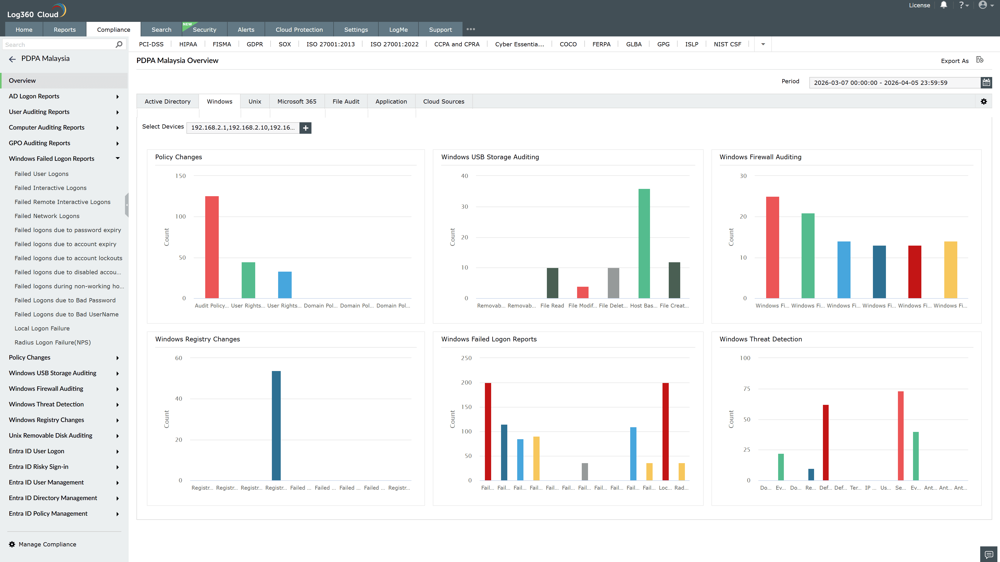 Log360 Cloud
License
?
Home
Reports
Compliance
Search
NEW
Security
Alerts
Cloud Protection
Settings
LogMe
Support
Search
PCI-DSS
HIPAA
FISMA
GDPR
SOX
ISO 27001:2013
ISO 27001:2022
CCPA and CPRA
Cyber Essentia...
COCO
FERPA
GLBA
GPG
ISLP
NIST CSF
PDPA Malaysia
Overview
AD Logon Reports
User Auditing Reports
Computer Auditing Reports
GPO Auditing Reports
Windows Failed Logon Reports
Failed User Logons
Failed Interactive Logons
Failed Remote Interactive Logons
Failed Network Logons
Failed logons due to password expiry
Failed logons due to account expiry
Failed logons due to account lockouts
Failed logons due to disabled accou...
Failed logons during non-working ho...
Failed Logons due to Bad Password
Failed Logons due to Bad UserName
Local Logon Failure
Radius Logon Failure(NPS)
Policy Changes
Windows USB Storage Auditing
Windows Firewall Auditing
Windows Threat Detection
Windows Registry Changes
Unix Removable Disk Auditing
Entra ID User Logon
Entra ID Risky Sign-in
Entra ID User Management
Entra ID Directory Management
Entra ID Policy Management
Manage Compliance
PDPA Malaysia Overview
Export As
Period
2026-03-07 00:00:00 - 2026-04-05 23:59:59
Active Directory
Windows
Unix
Microsoft 365
File Audit
Application
Cloud Sources
Select Devices
192.168.2.1,192.168.2.10,192.16...
Policy Changes
150
100
50
0
Count
Audit Policy... User Rights... User Rights... Domain Pol... Domain Pol... Domain Pol...
Windows USB Storage Auditing
40
30
20
10
0
Count
Removab... Removab... File Read File Modif... File Delet... Host Bas... File Creat...
Windows Firewall Auditing
30
20
10
0
Count
Windows Fi... Windows Fi... Windows Fi... Windows Fi... Windows Fi... Windows Fi...
Windows Registry Changes
60
40
20
0
Count
Registr... Registr... Registr... Registr... Failed ... Failed ... Failed ... Failed ... Registr...
Windows Failed Logon Reports
250
200
150
100
50
0
Count
Fail... Fail... Fail... Fail... Fail... Fail... Fail... Fail... Fail... Fail... Fail... Loc... Rad...
Windows Threat Detection
100
75
50
25
0
Count
Do... Ev... Do... Re... Def... Def... Ter... IP ... Us... Se... Ev... Ant... Ant... Ant...